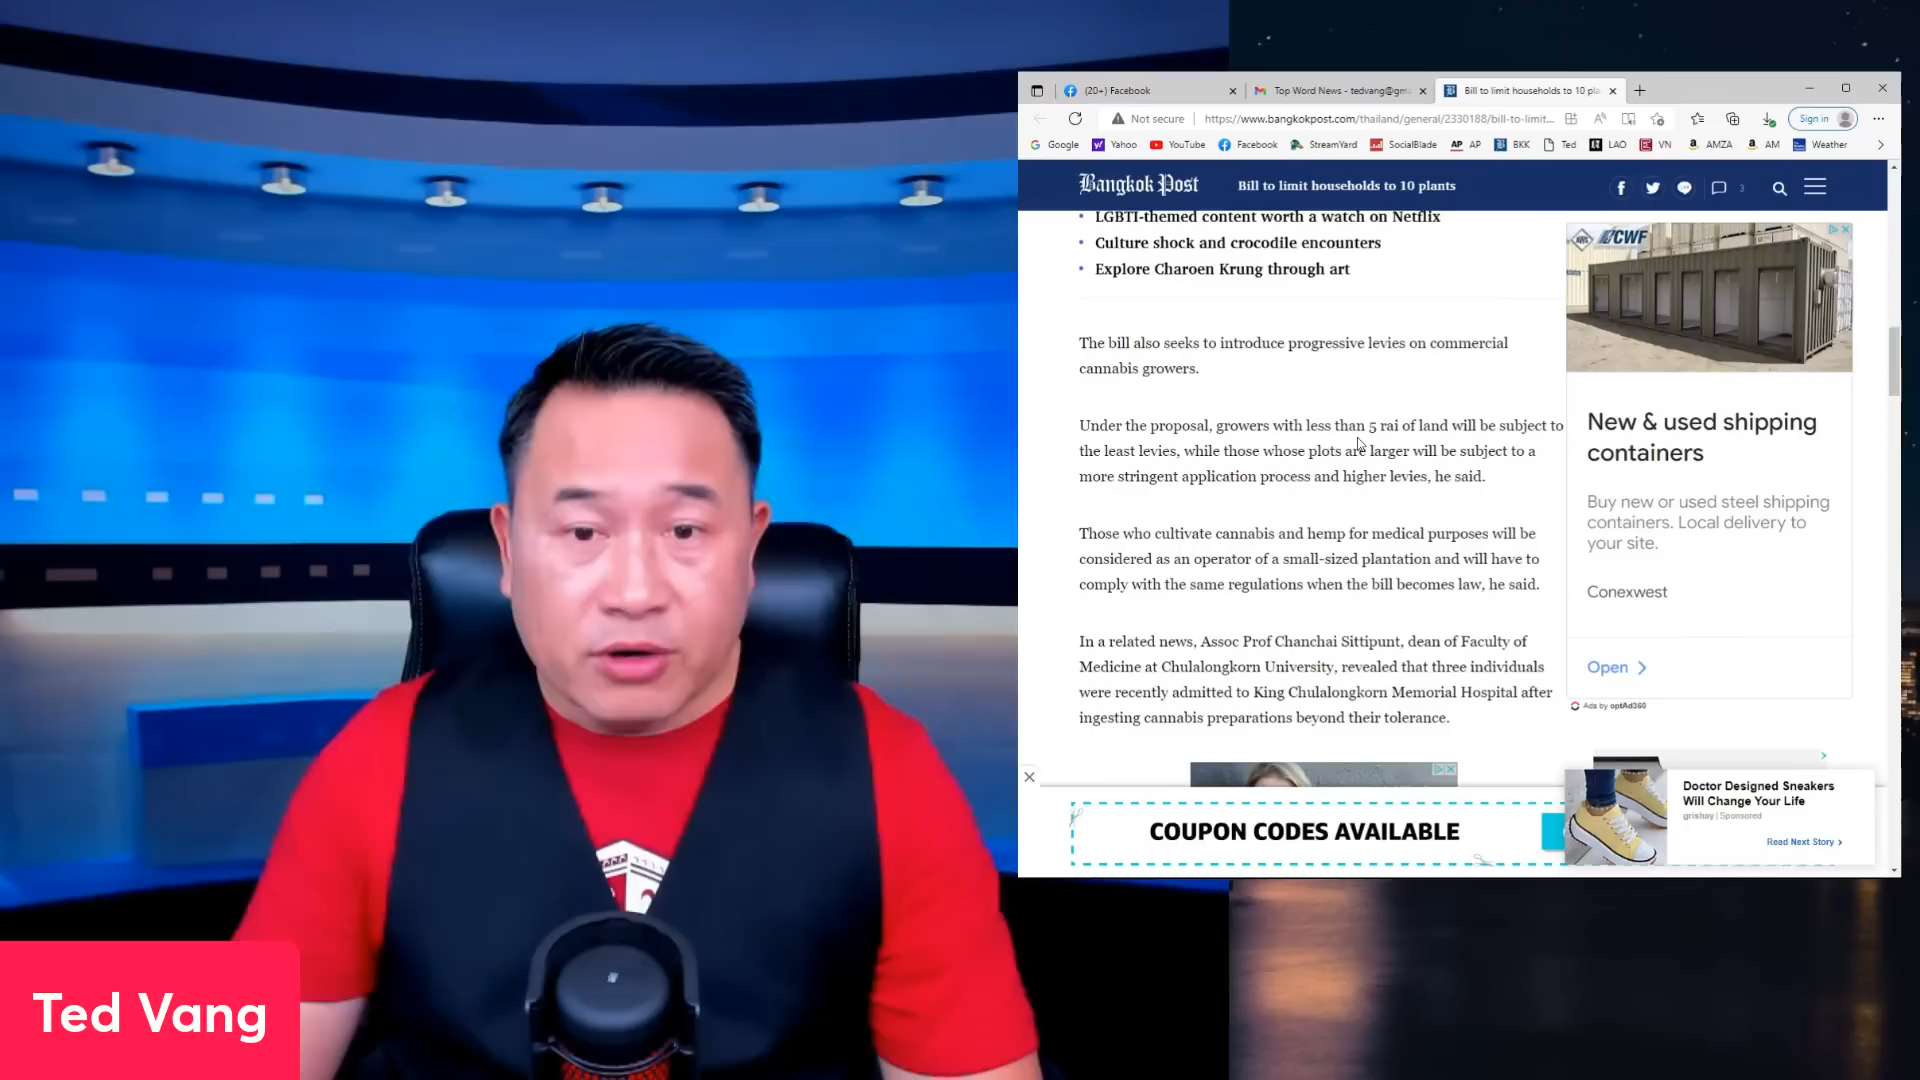 (20+) Facebook
Top Word News - tedvang@gma
Bill to limit households to 10 pla
Not secure
https://www.bangkokpost.com/thailand/general/2330188/bill-to-limit...
Sign in
Google
Yahoo
YouTube
Facebook
StreamYard
SocialBlade
AP AP
BKK
Ted
LAO
VN
AMZA
AM
Weather
Bangkok Post
Bill to limit households to 10 plants
3
• LGBTI-themed content worth a watch on Netflix
• Culture shock and crocodile encounters
• Explore Charoen Krung through art
The bill also seeks to introduce progressive levies on commercial
cannabis growers.
Under the proposal, growers with less than 5 rai of land will be subject to
the least levies, while those whose plots are larger will be subject to a
more stringent application process and higher levies, he said.
Those who cultivate cannabis and hemp for medical purposes will be
considered as an operator of a small-sized plantation and will have to
comply with the same regulations when the bill becomes law, he said.
In a related news, Assoc Prof Chanchai Sittipunt, dean of Faculty of
Medicine at Chulalongkorn University, revealed that three individuals
were recently admitted to King Chulalongkorn Memorial Hospital after
ingesting cannabis preparations beyond their tolerance.
CWF
New & used shipping
containers
Buy new or used steel shipping
containers. Local delivery to
your site.
Conexwest
Open
Ads by optAd360
COUPON CODES AVAILABLE
Doctor Designed Sneakers
Will Change Your Life
grishay | Sponsored
Read Next Story
Ted Vang